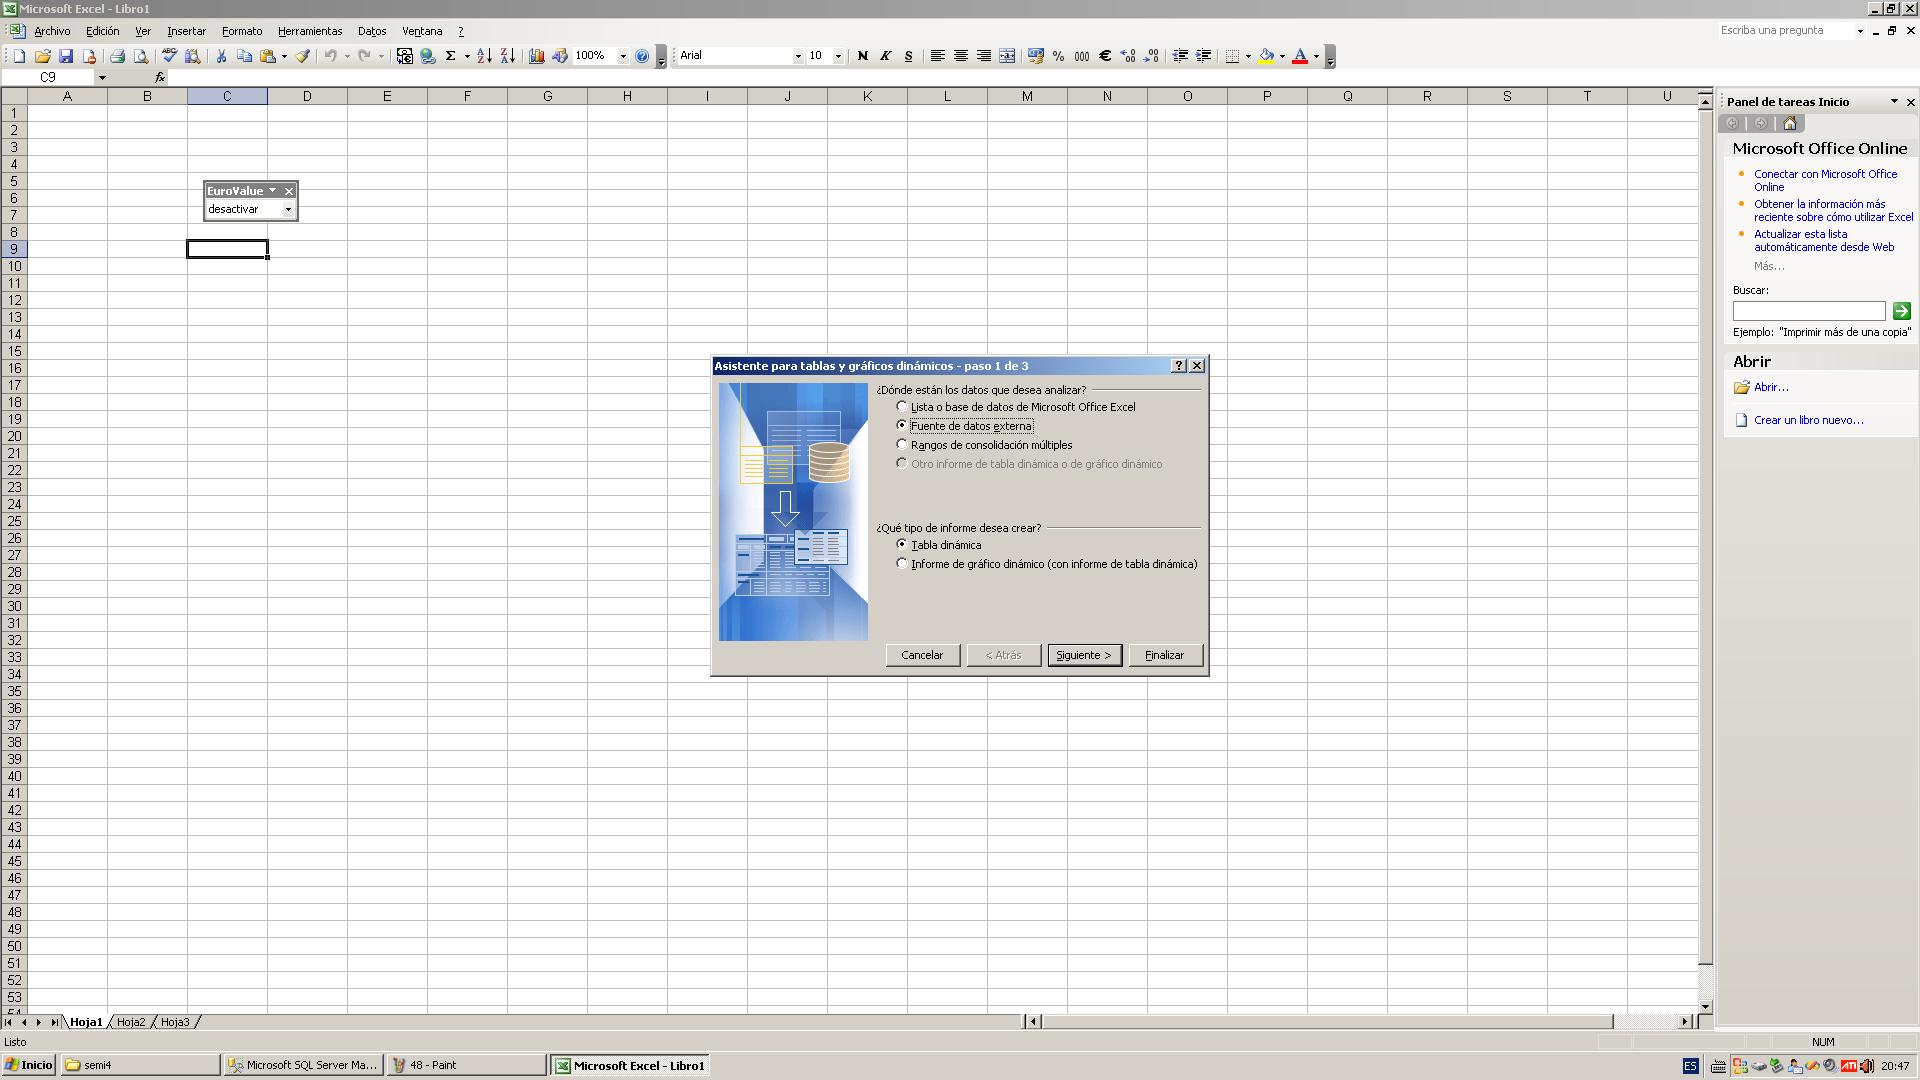 Microsoft Excel - Libro1
Archivo Edición Ver Insertar Formato Herramientas Datos Ventana ? Escriba una pregunta
100% Arial 10 N K S % 000 €
C9 fx
A B C D E F G H I J K L M N O P Q R S T U
1
2
3
4
5
6
7
8
9
10
11
12
13
14
15
16
17
18
19
20
21
22
23
24
25
26
27
28
29
30
31
32
33
34
35
36
37
38
39
40
41
42
43
44
45
46
47
48
49
50
51
52
53
54
EuroValue
desactivar
Asistente para tablas y gráficos dinámicos - paso 1 de 3
¿Dónde están los datos que desea analizar?
Lista o base de datos de Microsoft Office Excel
Fuente de datos externa
Rangos de consolidación múltiples
Otro informe de tabla dinámica o de gráfico dinámico
¿Qué tipo de informe desea crear?
Tabla dinámica
Informe de gráfico dinámico (con informe de tabla dinámica)
Cancelar < Atrás Siguiente > Finalizar
Panel de tareas Inicio
Microsoft Office Online
Conectar con Microsoft Office
Online
Obtener la información más
reciente sobre cómo utilizar Excel
Actualizar esta lista
automáticamente desde Web
Más...
Buscar:
Ejemplo: "Imprimir más de una copia"
Abrir
Abrir...
Crear un libro nuevo...
Hoja1 Hoja2 Hoja3
Listo NUM
Inicio semi4 Microsoft SQL Server Ma... 48 - Paint Microsoft Excel - Libro1 ES ATI 20:47